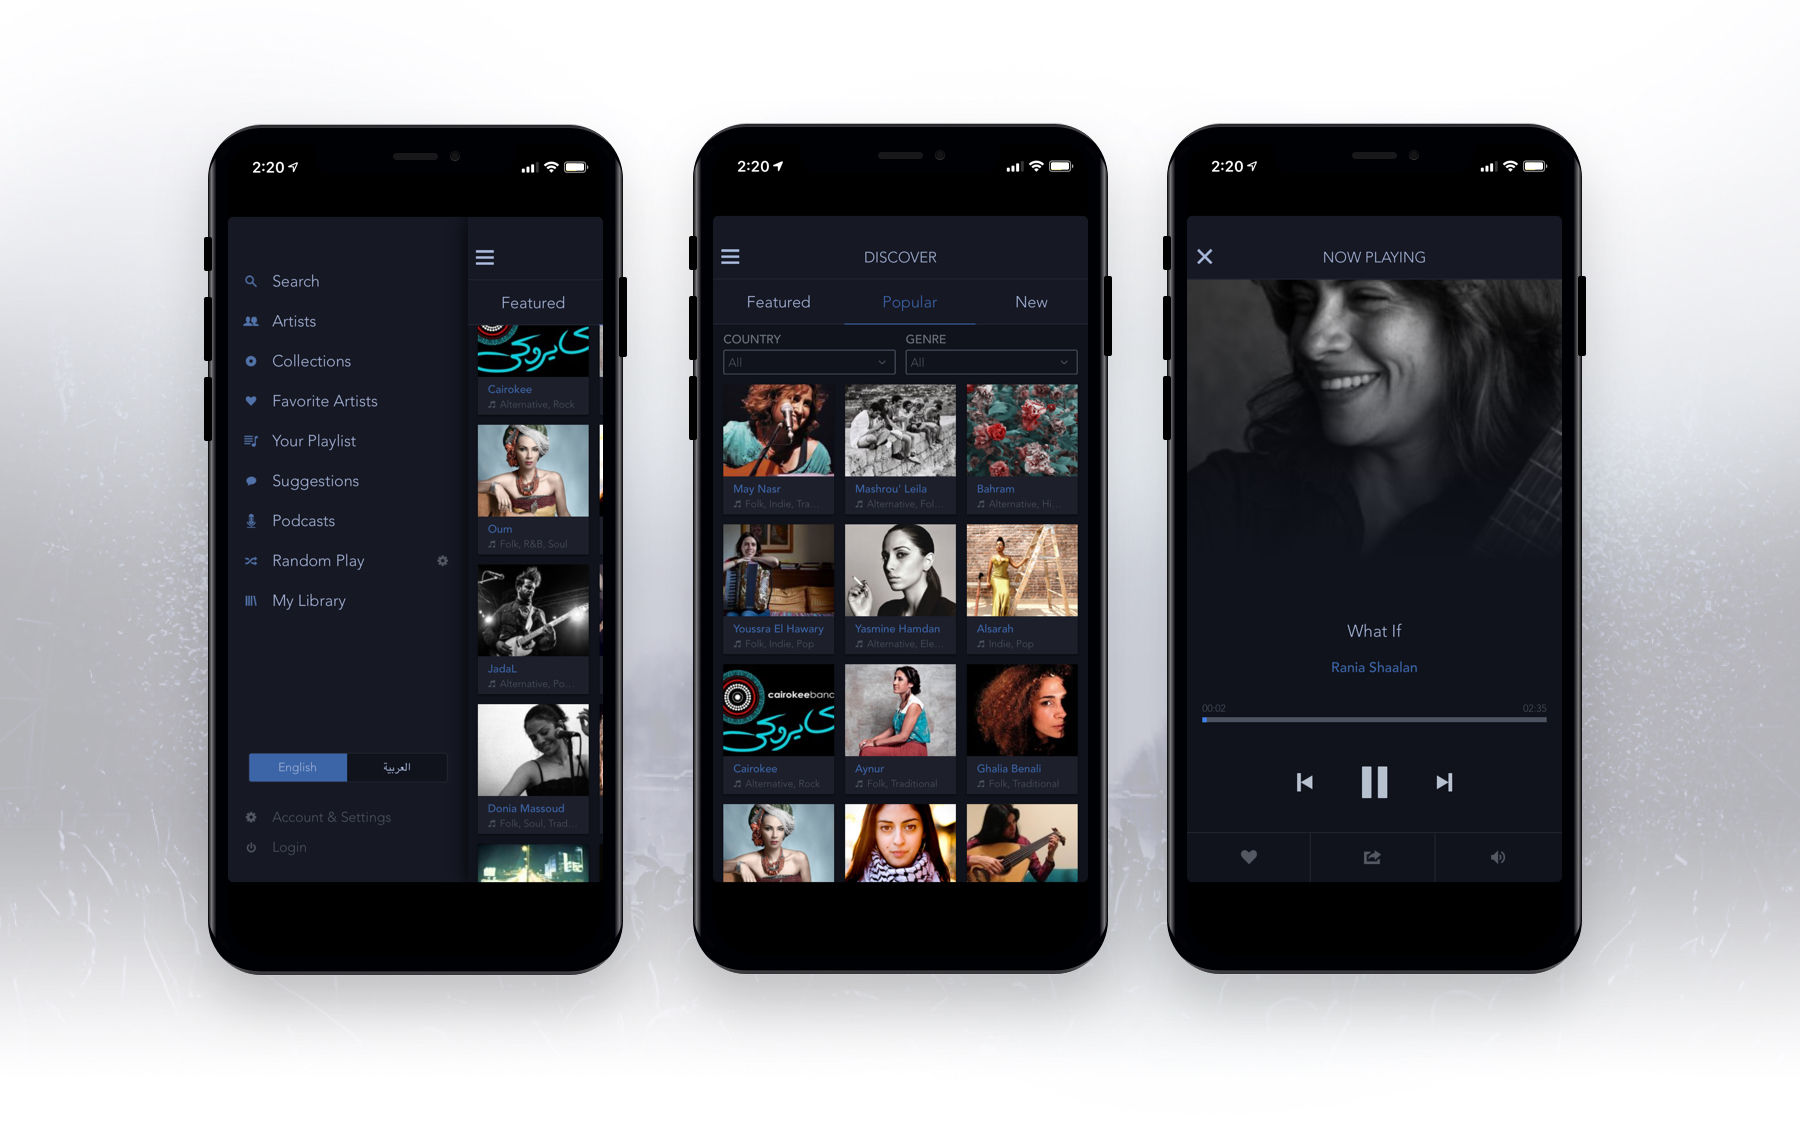 2:20
Search
Artists
Collections
Favorite Artists
Your Playlist
Suggestions
Podcasts
Random Play
My Library
English
العربية
Account & Settings
Login
Featured
كايروكي
Cairokee
Alternative, Rock
Oum
Folk, R&B, Soul
JadaL
Alternative, Po...
Donia Massoud
Folk, Soul, Trad...
2:20
DISCOVER
Featured
Popular
New
COUNTRY
GENRE
All
All
May Nasr
Mashrou' Leila
Bahram
Folk, Indie, Tra...
Alternative, Fol...
Alternative, Hi...
Youssra El Hawary
Yasmine Hamdan
Alsarah
Folk, Indie, Pop
Alternative, Ele...
Indie, Pop
cairokeeband
كايروكي
Cairokee
Aynur
Ghalia Benali
Alternative, Rock
Folk, Traditional
Folk, Traditional
2:20
NOW PLAYING
What If
Rania Shaalan
00:02
02:35